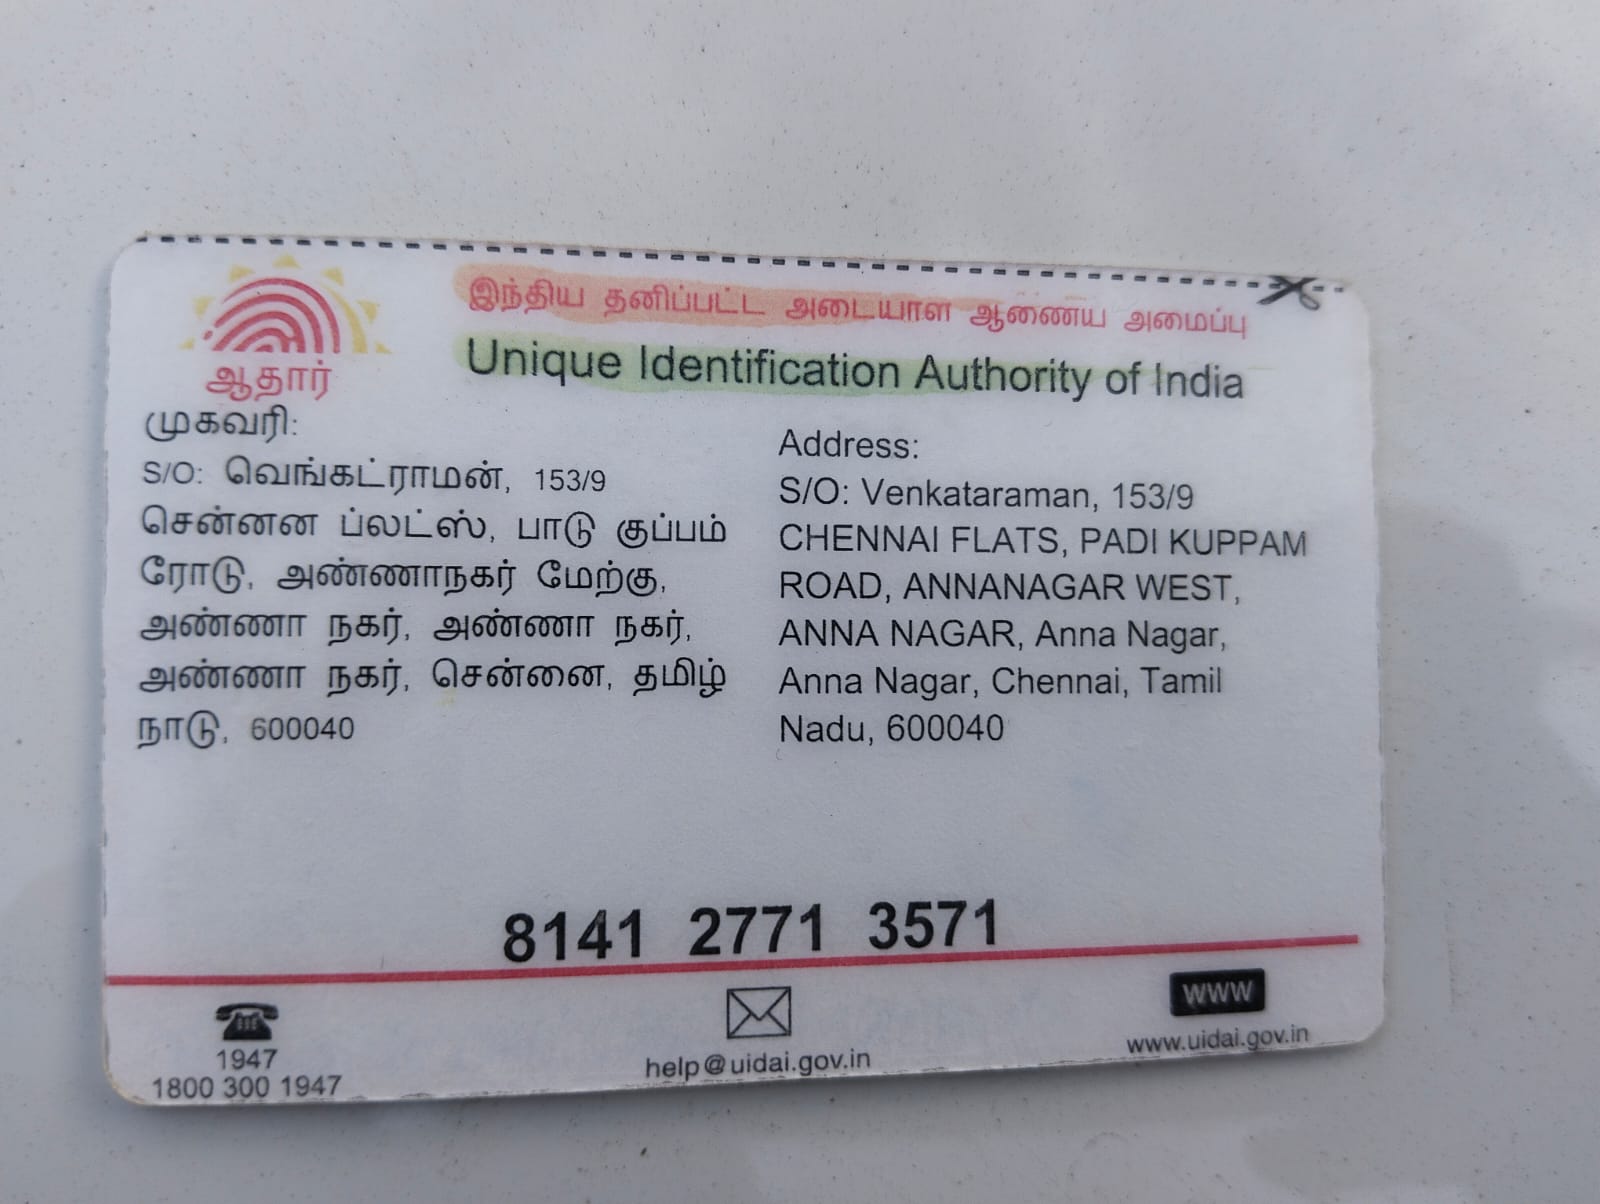 இந்திய தனிப்பட்ட அடையாள ஆணைய அமைப்பு
Unique Identification Authority of India
ஆதார்
முகவரி:
S/O: வெங்கட்ராமன், 153/9
சென்னை ப்லட்ஸ், பாடு குப்பம்
ரோடு, அண்ணாநகர் மேற்கு,
அண்ணா நகர், அண்ணா நகர்,
அண்ணா நகர், சென்னை, தமிழ்
நாடு, 600040
Address:
S/O: Venkataraman, 153/9
CHENNAI FLATS, PADI KUPPAM
ROAD, ANNANAGAR WEST,
ANNA NAGAR, Anna Nagar,
Anna Nagar, Chennai, Tamil
Nadu, 600040
8141 2771 3571
1947
1800 300 1947
help@uidai.gov.in
WWW
www.uidai.gov.in